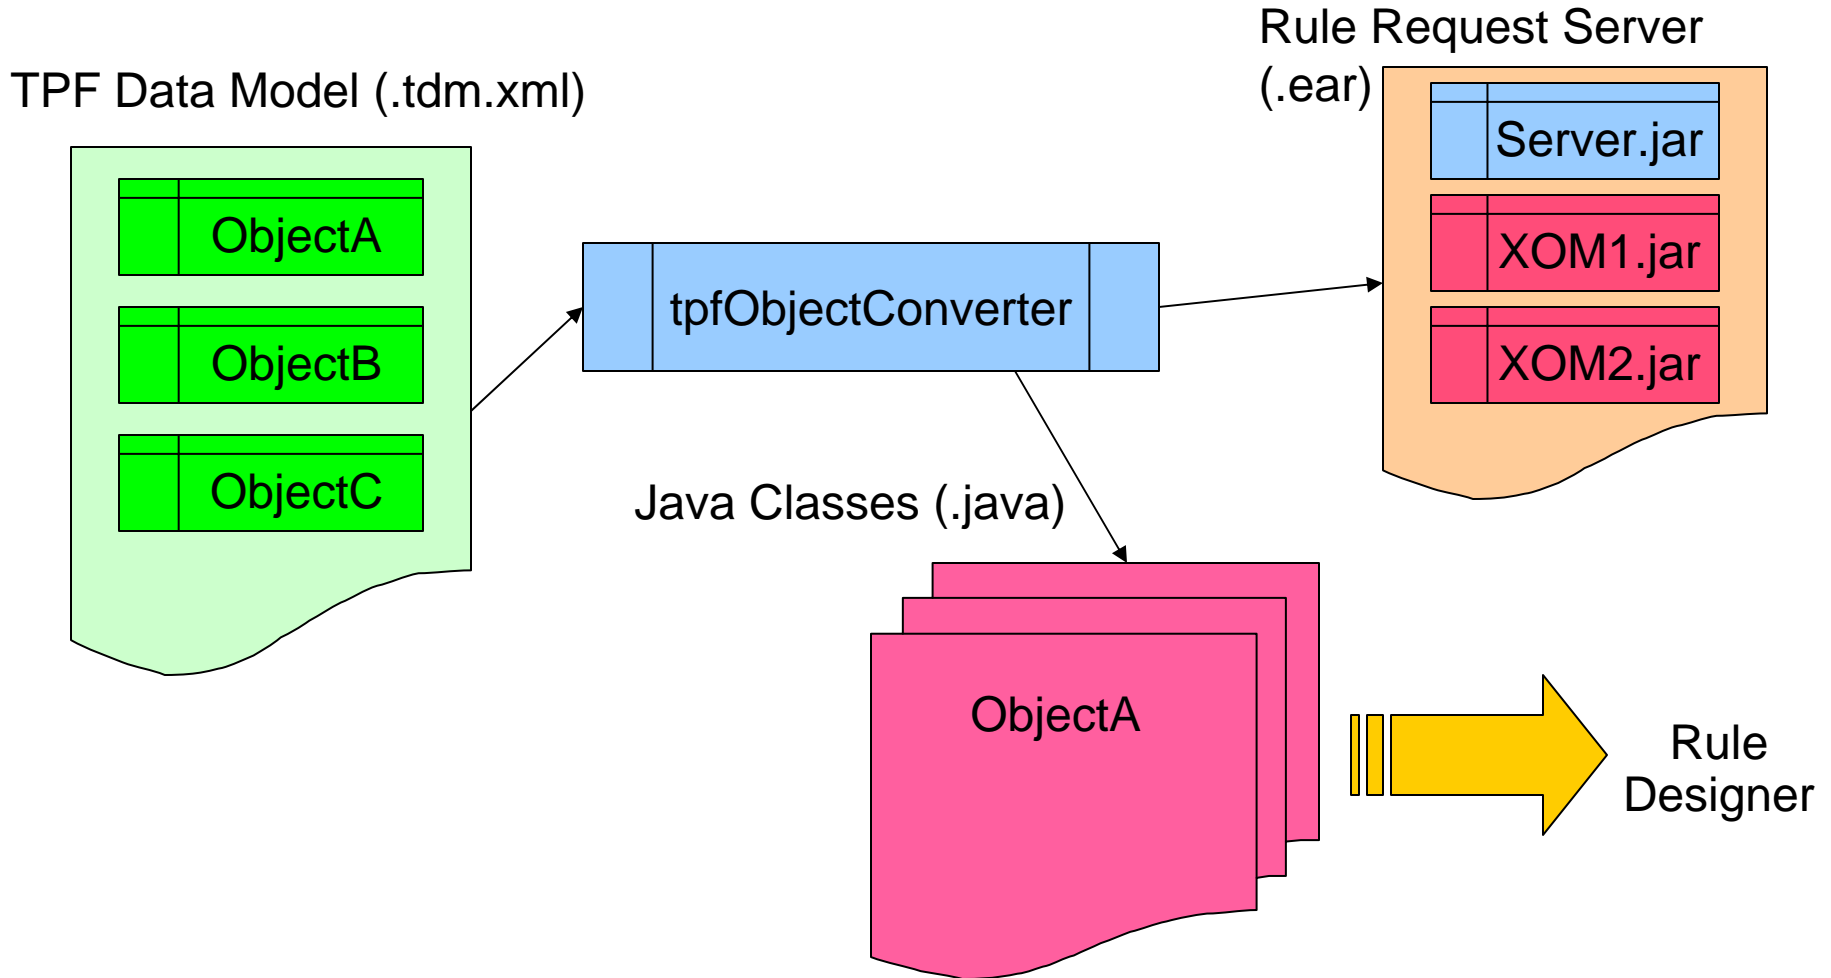 TPF Data Model (.tdm.xml)
ObjectA
ObjectB
ObjectC
tpfObjectConverter
Rule Request Server
(.ear)
Server.jar
XOM1.jar
XOM2.jar
Java Classes (.java)
ObjectA
Rule
Designer